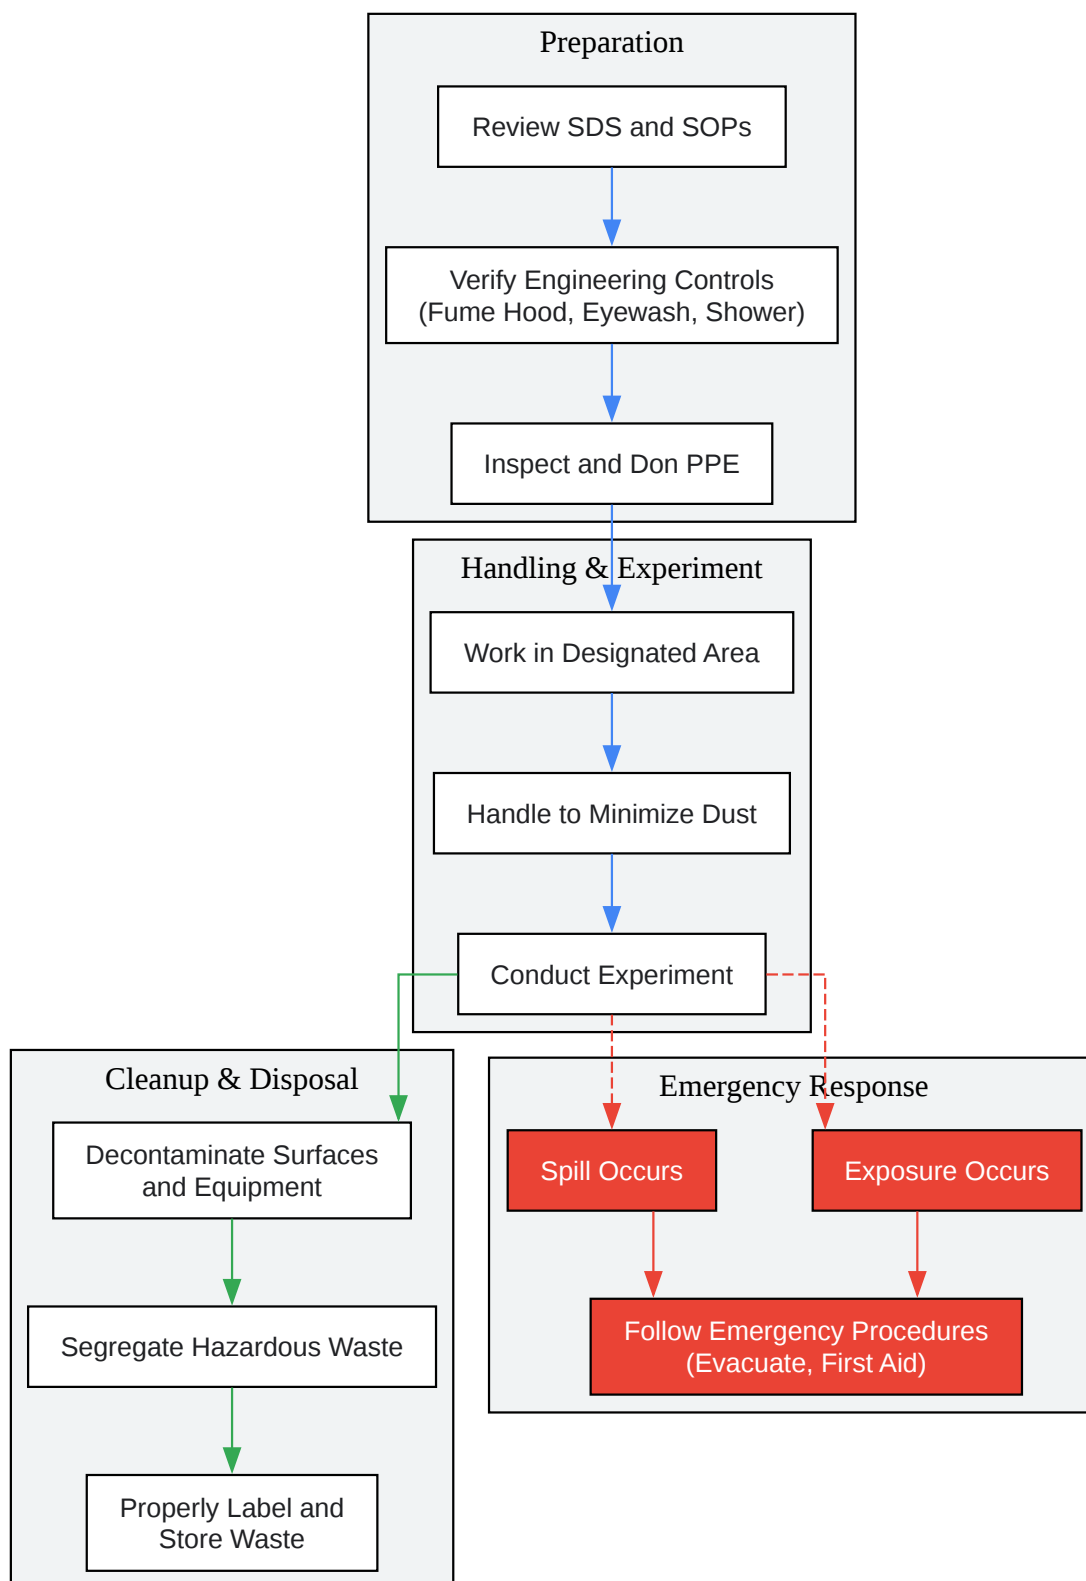 Preparation
Review SDS and SOPs
Verify Engineering Controls
(Fume Hood, Eyewash, Shower)
Inspect and Don PPE
Handling & Experiment
Work in Designated Area
Handle to Minimize Dust
Conduct Experiment
Cleanup & Disposal
Decontaminate Surfaces
and Equipment
Segregate Hazardous Waste
Properly Label and
Store Waste
Emergency Response
Spill Occurs
Exposure Occurs
Follow Emergency Procedures
(Evacuate, First Aid)